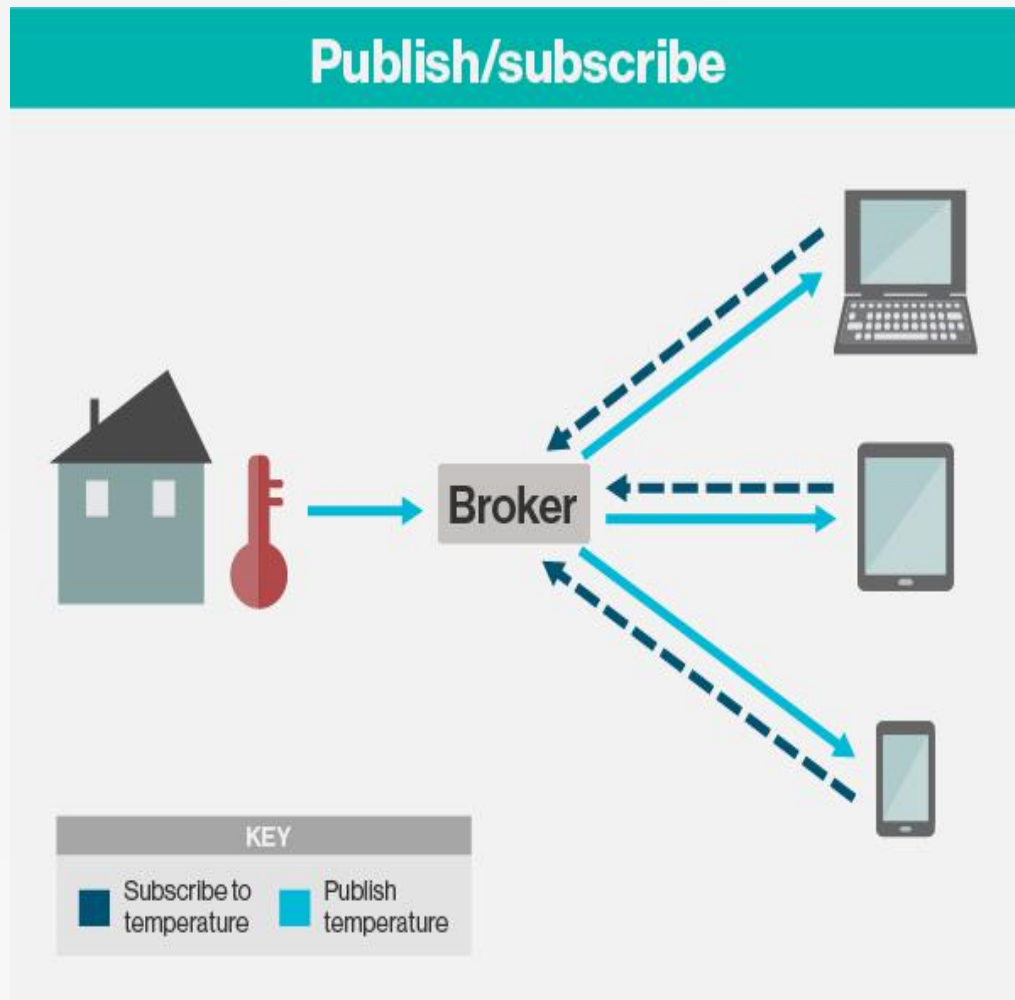 Publish/subscribe
Broker
KEY
Subscribe to
temperature
Publish
temperature